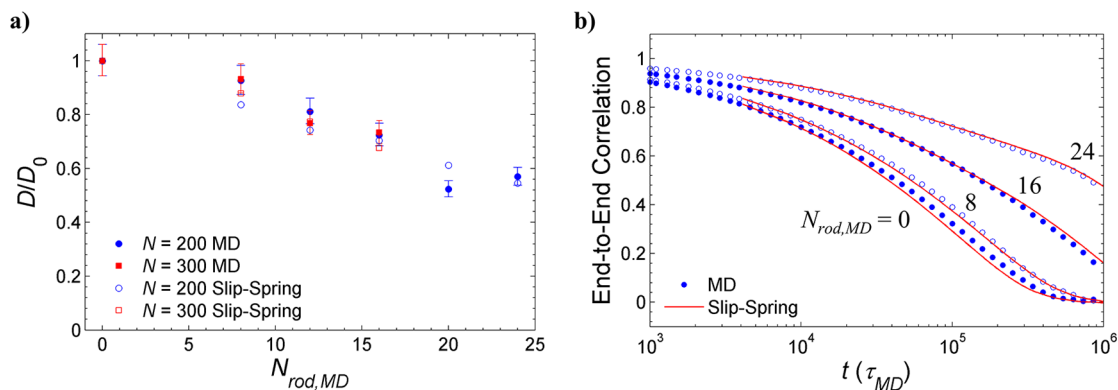 a)
D/D0
1
0.8
0.6
0.4
0.2
0
N = 200 MD
N = 300 MD
N = 200 Slip-Spring
N = 300 Slip-Spring
0 5 10 15 20 25
Nrod,MD
b)
End-to-End Correlation
1
0.8
0.6
0.4
0.2
0
24
16
8
Nrod,MD = 0
MD
Slip-Spring
10^3 10^4 10^5 10^6
t (τMD)